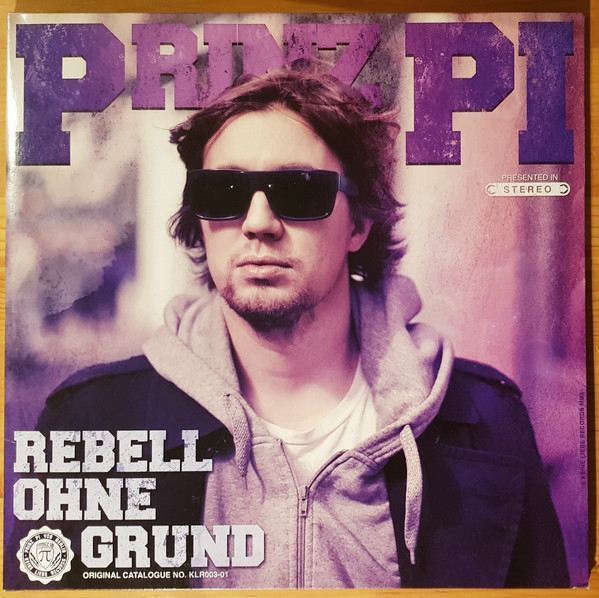 PRINZ PI
PRESENTED IN
STEREO
REBELL
OHNE
GRUND
ORIGINAL CATALOGUE NO. KLR003-01